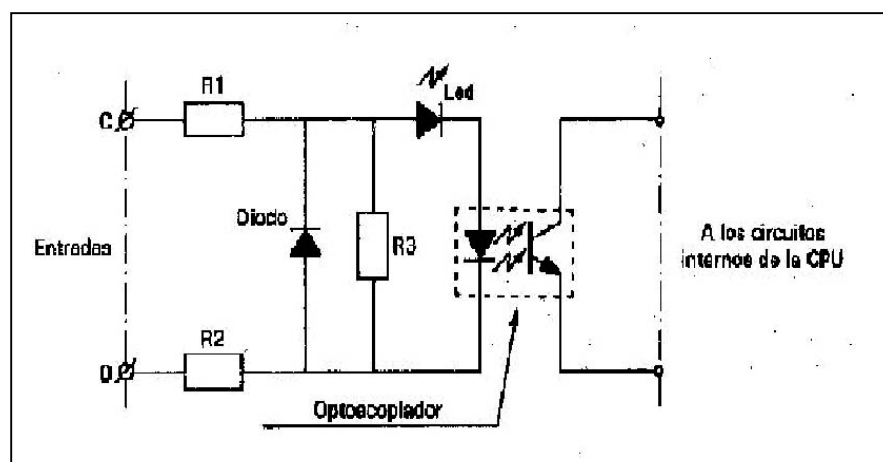 R1
Led
C
Diodo
R3
Entradas
A los circuitos
internos de la CPU
R2
Optoacoplador